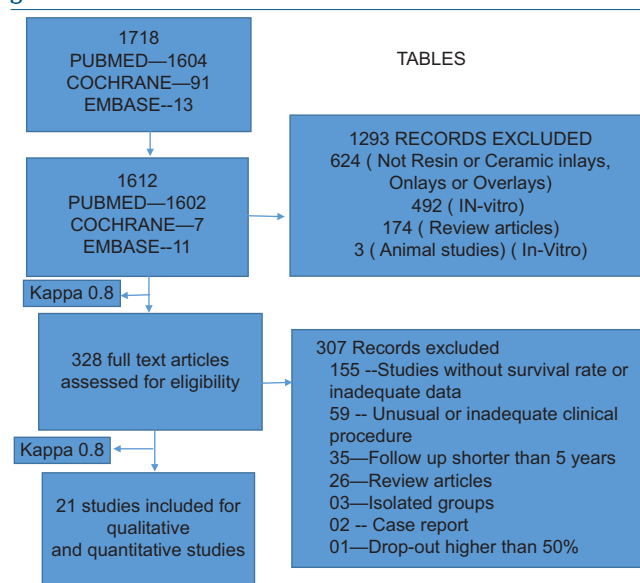 1718
PUBMED—1604
COCHRANE—91
EMBASE--13
TABLES
1293 RECORDS EXCLUDED
624 ( Not Resin or Ceramic inlays,
Onlays or Overlays)
492 (IN-vitro)
174 ( Review articles)
3 ( Animal studies) ( In-Vitro)
1612
PUBMED—1602
COCHRANE—7
EMBASE--11
Kappa 0.8
328 full text articles
assessed for eligibility
307 Records excluded
155 --Studies without survival rate or
inadequate data
59 -- Unusual or inadequate clinical
procedure
35—Follow up shorter than 5 years
26—Review articles
03—Isolated groups
02 -- Case report
01—Drop-out higher than 50%
Kappa 0.8
21 studies included for
qualitative
and quantitative studies